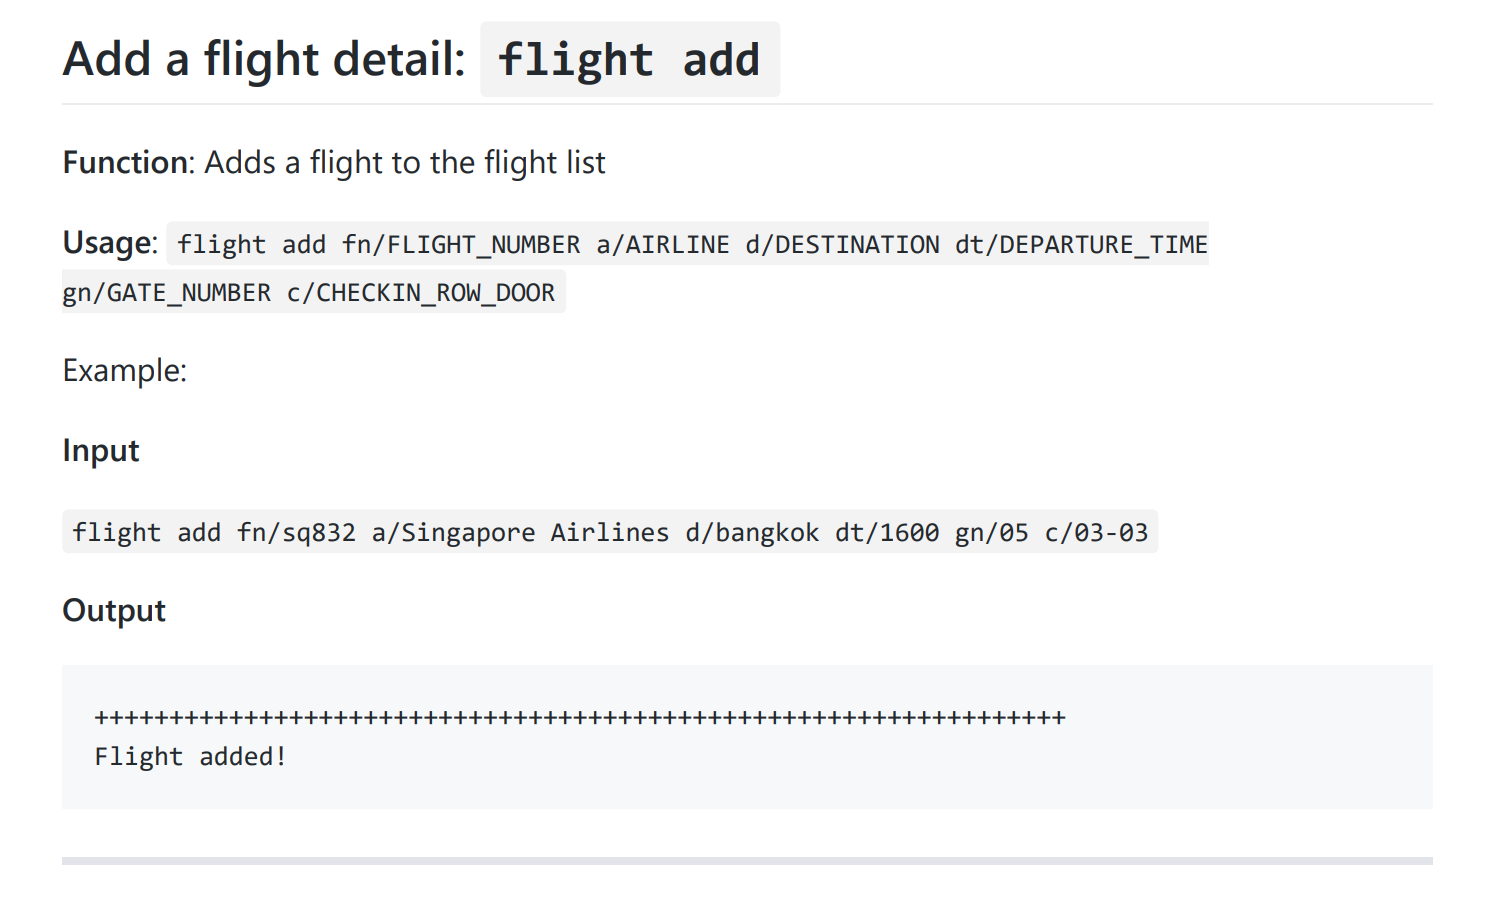 Add a flight detail: flight add
Function: Adds a flight to the flight list
Usage: flight add fn/FLIGHT_NUMBER a/AIRLINE d/DESTINATION dt/DEPARTURE_TIME
gn/GATE_NUMBER c/CHECKIN_ROW_DOOR
Example:
Input
flight add fn/sq832 a/Singapore Airlines d/bangkok dt/1600 gn/05 c/03-03
Output
+++++++++++++++++++++++++++++++++++++++++++++++++++++++++++++++++
Flight added!